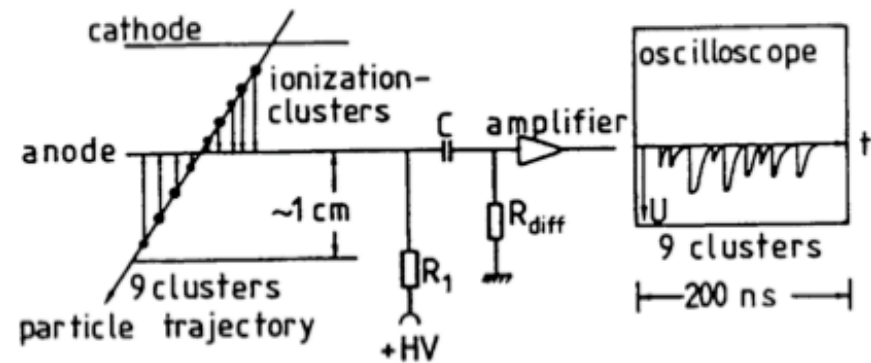 cathode
ionization-
clusters
anode
~1 cm
9 clusters
particle trajectory
C
amplifier
R1
Rdiff
+HV
oscilloscope
t
U
9 clusters
200 ns